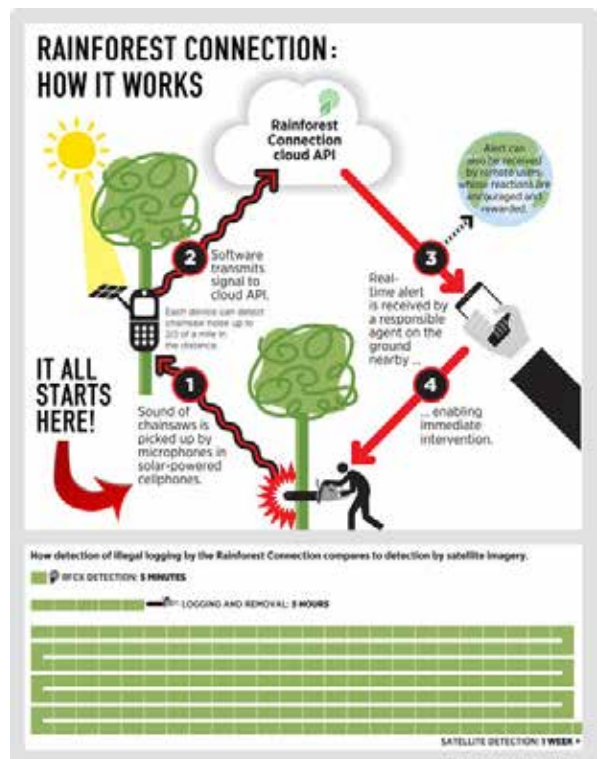 RAINFOREST CONNECTION:
HOW IT WORKS
Rainforest
Connection
cloud API
Alert can
also be received
by remote users,
whose reactions are
encouraged and
rewarded.
2
Software
transmits
signal to
cloud API.
Each device can detect
chainsaw noise up to
2/3 of a mile in
the distance.
3
Real-
time alert
is received by
a responsible
agent on the
ground
nearby ...
IT ALL
STARTS
HERE!
1
Sound of
chainsaws is
picked up by
microphones in
solar-powered
cellphones.
4
... enabling
immediate
intervention.
How detection of illegal logging by the Rainforest Connection compares to detection by satellite imagery.
RFCX DETECTION: 5 MINUTES
LOGGING AND REMOVAL: 3 HOURS
SATELLITE DETECTION: 1 WEEK +